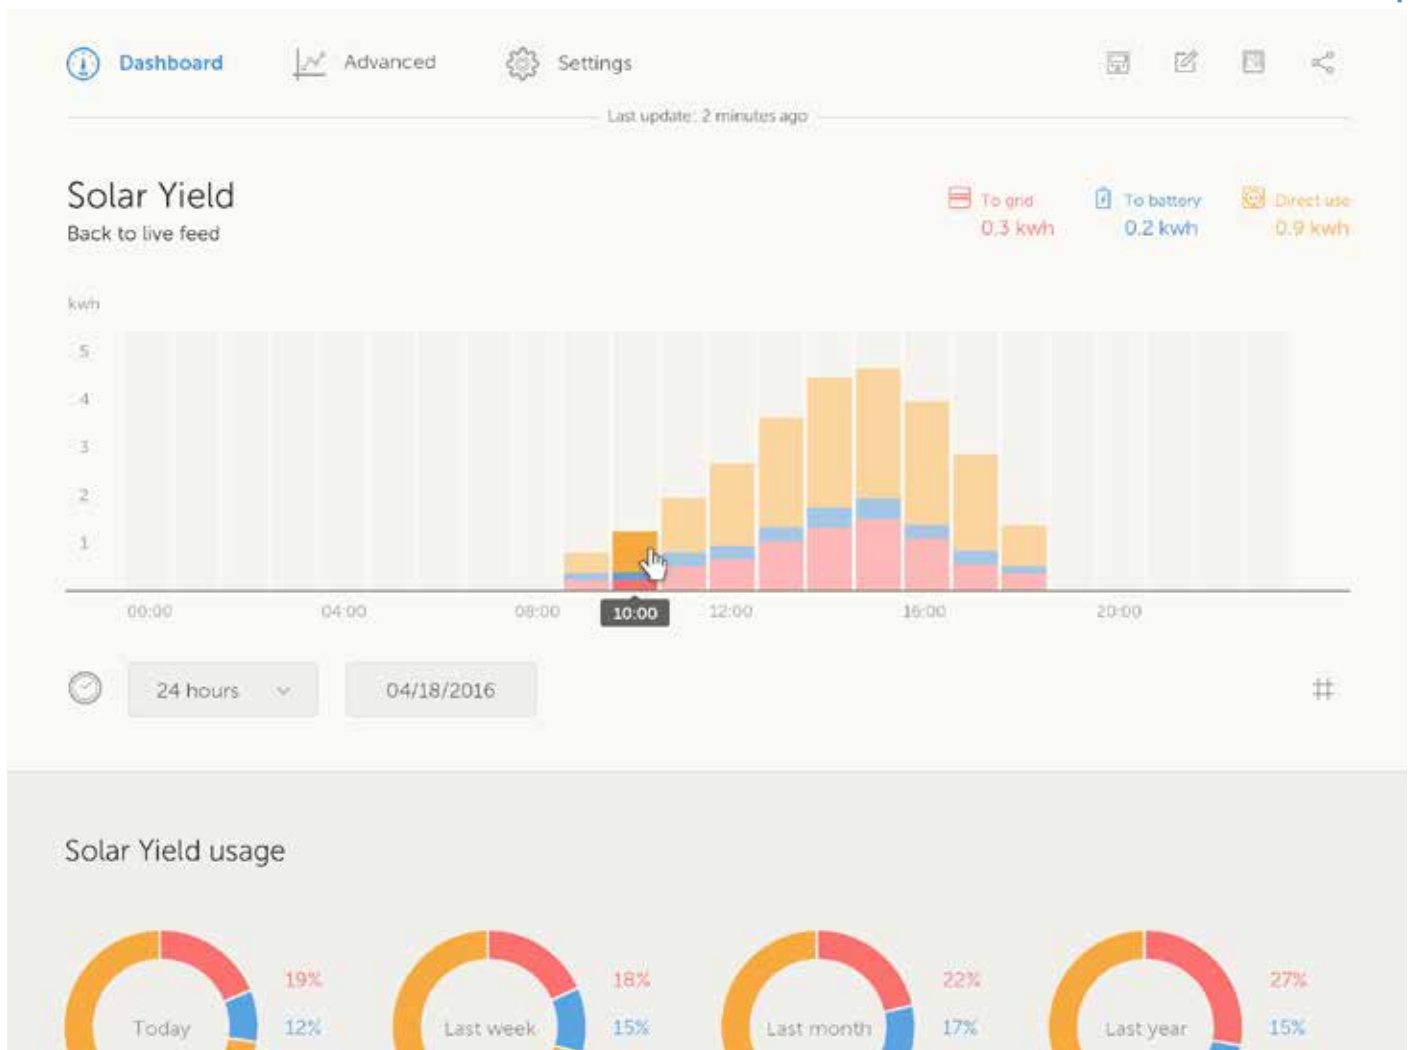 Dashboard
Advanced
Settings
Last update: 2 minutes ago
Solar Yield
Back to live feed
To grid
0.3 kwh
To battery
0.2 kwh
Direct use
0.9 kwh
kwh
5
4
3
2
1
00:00 04:00 08:00 10:00 12:00 16:00 20:00
24 hours
04/18/2016
Solar Yield usage
Today
19%
12%
Last week
18%
15%
Last month
22%
17%
Last year
27%
15%